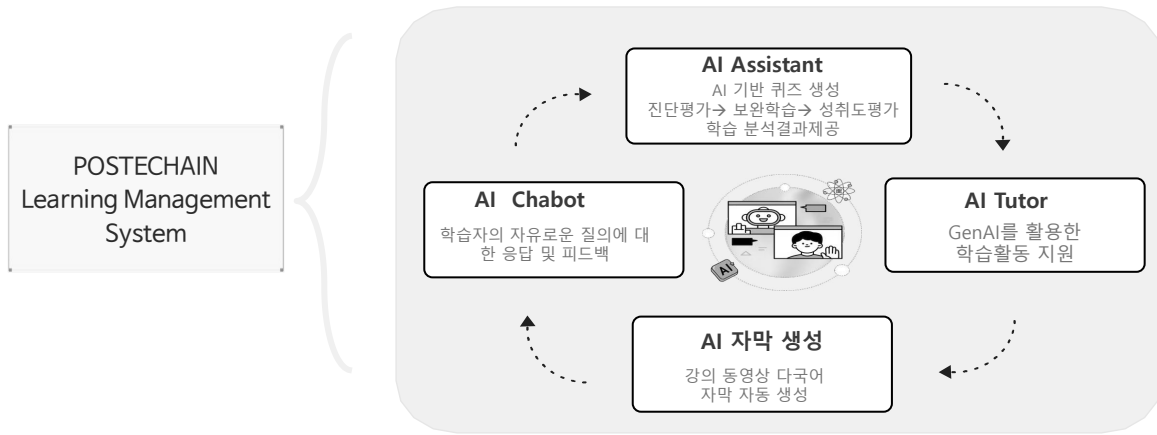 POSTECHAIN
Learning Management
System
AI Assistant
AI 기반 퀴즈 생성
진단평가→ 보완학습→ 성취도평가
학습 분석결과제공
AI Chabot
학습자의 자유로운 질의에 대
한 응답 및 피드백
AI Tutor
GenAI를 활용한
학습활동 지원
AI
AI 자막 생성
강의 동영상 다국어
자막 자동 생성